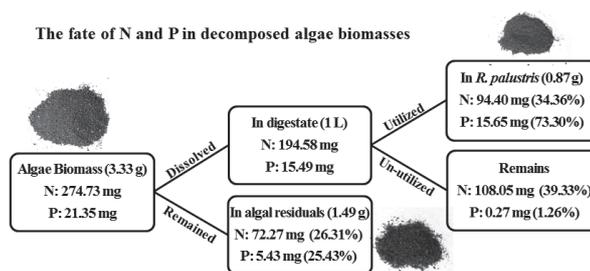 The fate of N and P in decomposed algae biomasses
Algae Biomass (3.33 g)
N: 274.73 mg
P: 21.35 mg
Dissolved
Remained
In digestate (1 L)
N: 194.58 mg
P: 15.49 mg
In algal residuals (1.49 g)
N: 72.27 mg (26.31%)
P: 5.43 mg (25.43%)
Utilized
Un-utilized
In R. palustris (0.87 g)
N: 94.40 mg (34.36%)
P: 15.65 mg (73.30%)
Remains
N: 108.05 mg (39.33%)
P: 0.27 mg (1.26%)